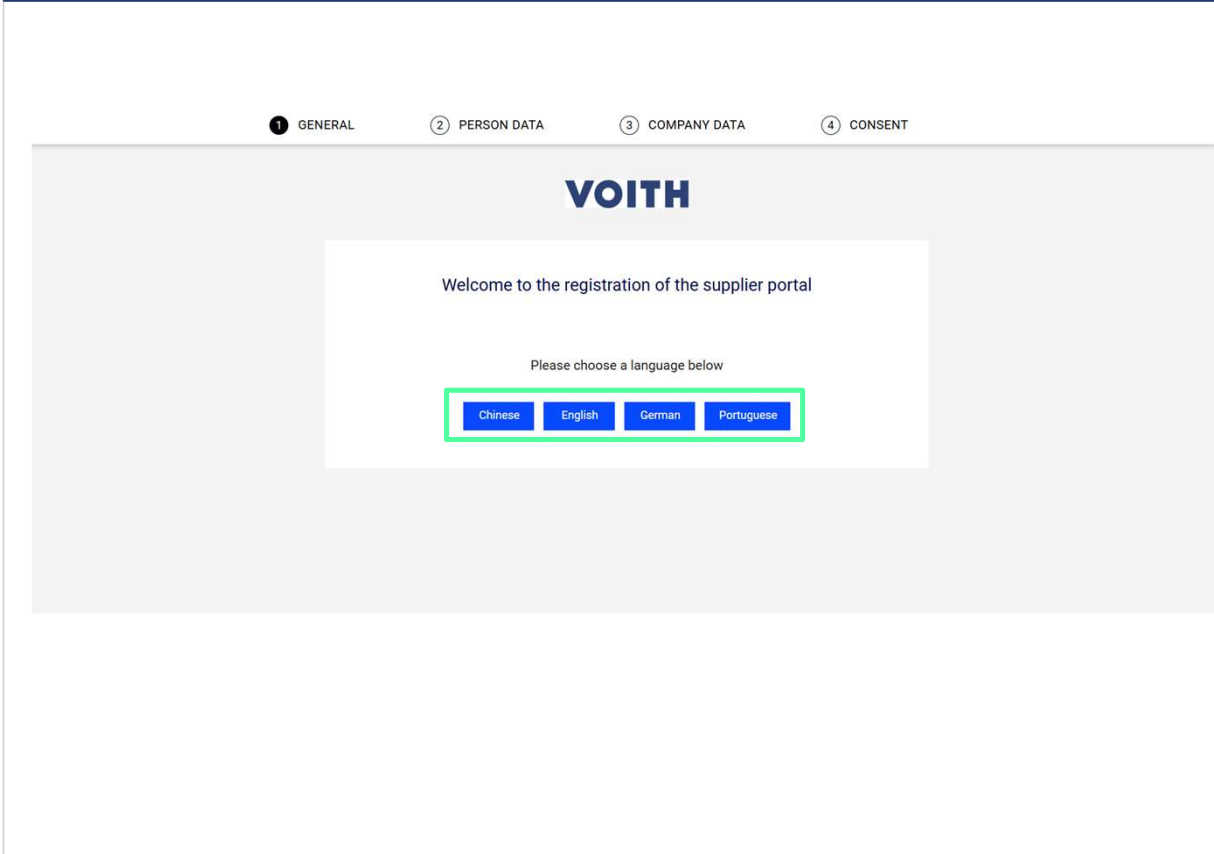 1 GENERAL 2 PERSON DATA 3 COMPANY DATA 4 CONSENT
VOITH
Welcome to the registration of the supplier portal
Please choose a language below
Chinese English German Portuguese